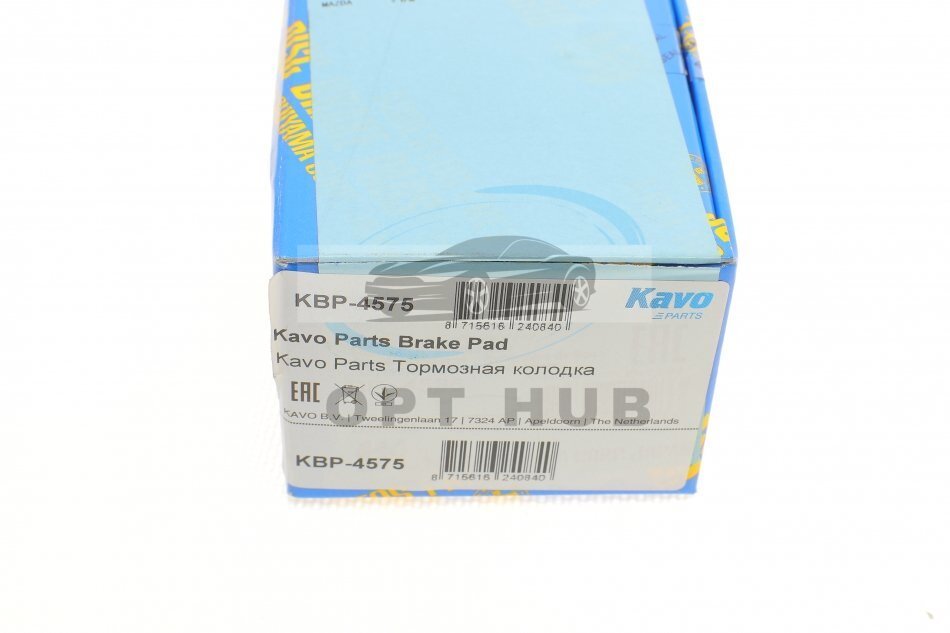 MAZDA
KBP-4575
8 715616 240840
Kavo
PARTS
Kavo Parts Brake Pad
Kavo Parts Тормозная колодка
EAC
OPT HUB
KAVO B.V. | Tweelingenlaan 17 | 7324 AP | Apeldoorn | The Netherlands
KBP-4575
8 715616 240840